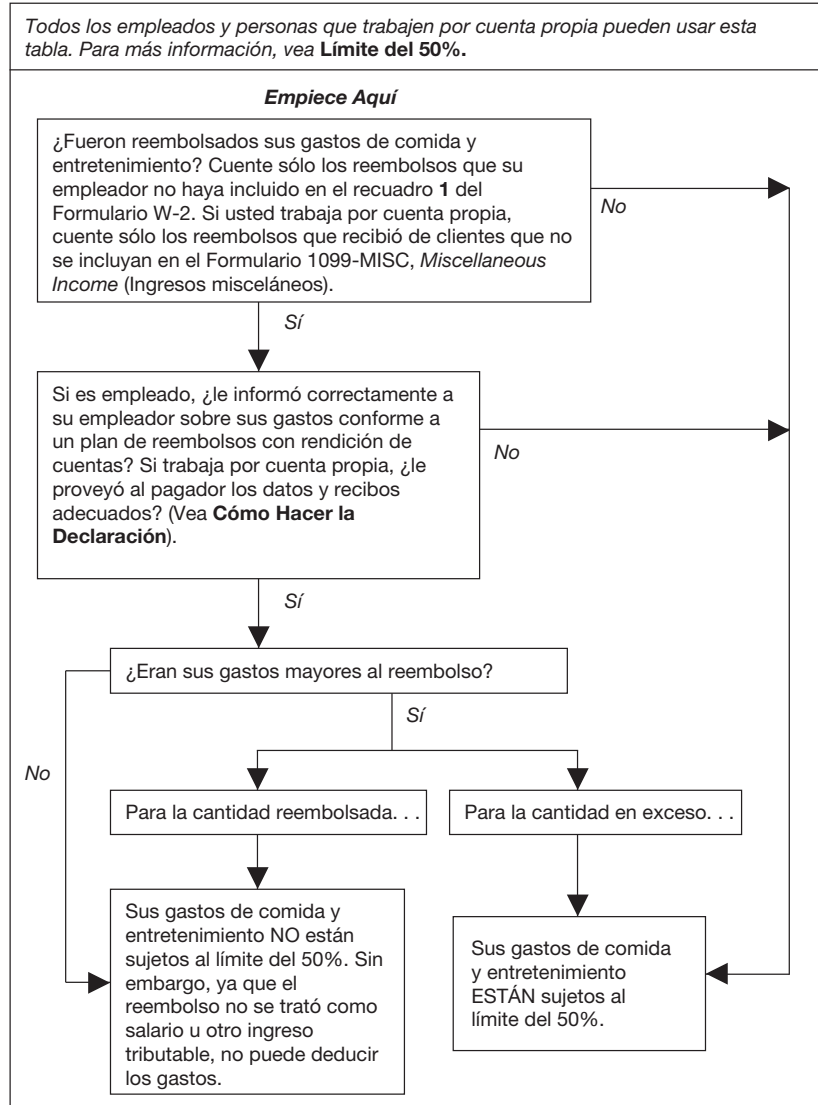 Todos los empleados y personas que trabajen por cuenta propia pueden usar esta
tabla. Para más información, vea Límite del 50%.
Empiece Aquí
¿Fueron reembolsados sus gastos de comida y
entretenimiento? Cuente sólo los reembolsos que su
empleador no haya incluido en el recuadro 1 del
Formulario W-2. Si usted trabaja por cuenta propia,
cuente sólo los reembolsos que recibió de clientes que no
se incluyan en el Formulario 1099-MISC, Miscellaneous
Income (Ingresos misceláneos).
No
Sí
Si es empleado, ¿le informó correctamente a
su empleador sobre sus gastos conforme a
un plan de reembolsos con rendición de
cuentas? Si trabaja por cuenta propia, ¿le
proveyó al pagador los datos y recibos
adecuados? (Vea Cómo Hacer la
Declaración).
No
Sí
¿Eran sus gastos mayores al reembolso?
Sí
No
Para la cantidad reembolsada. . .
Para la cantidad en exceso. . .
Sus gastos de comida y
entretenimiento NO están
sujetos al límite del 50%. Sin
embargo, ya que el
reembolso no se trató como
salario u otro ingreso
tributable, no puede deducir
los gastos.
Sus gastos de comida
y entretenimiento
ESTÁN sujetos al
límite del 50%.